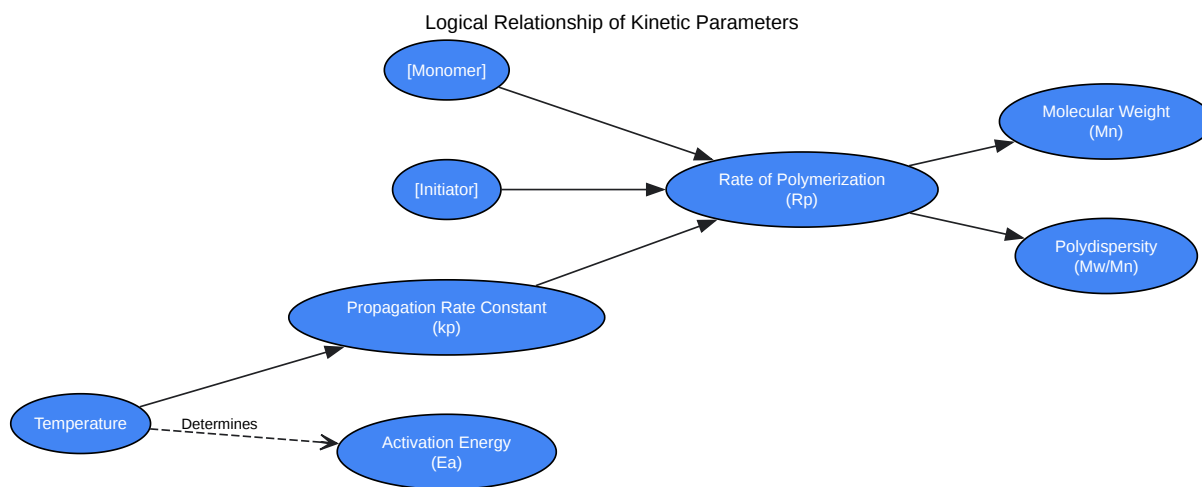 Logical Relationship of Kinetic Parameters
[Monomer]
[Initiator]
Propagation Rate Constant
(kp)
Temperature
Determines
Activation Energy
(Ea)
Rate of Polymerization
(Rp)
Molecular Weight
(Mn)
Polydispersity
(Mw/Mn)